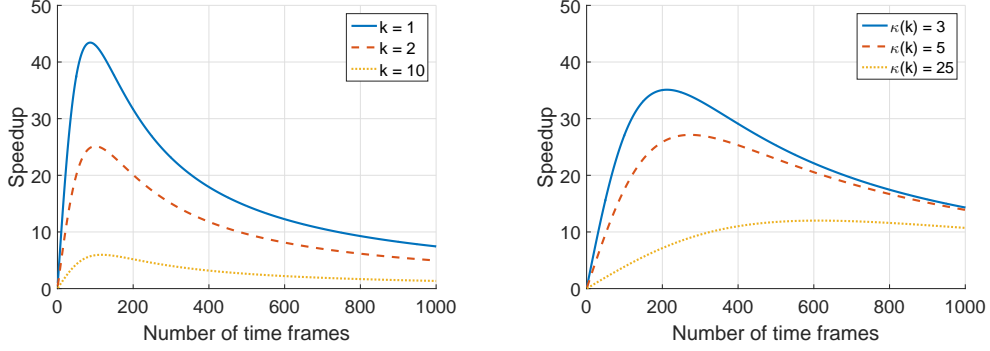 50
40
30
20
10
0
Speedup
0 200 400 600 800 1000
Number of time frames
k = 1
k = 2
k = 10
50
40
30
20
10
0
Speedup
0 200 400 600 800 1000
Number of time frames
κ(k) = 3
κ(k) = 5
κ(k) = 25